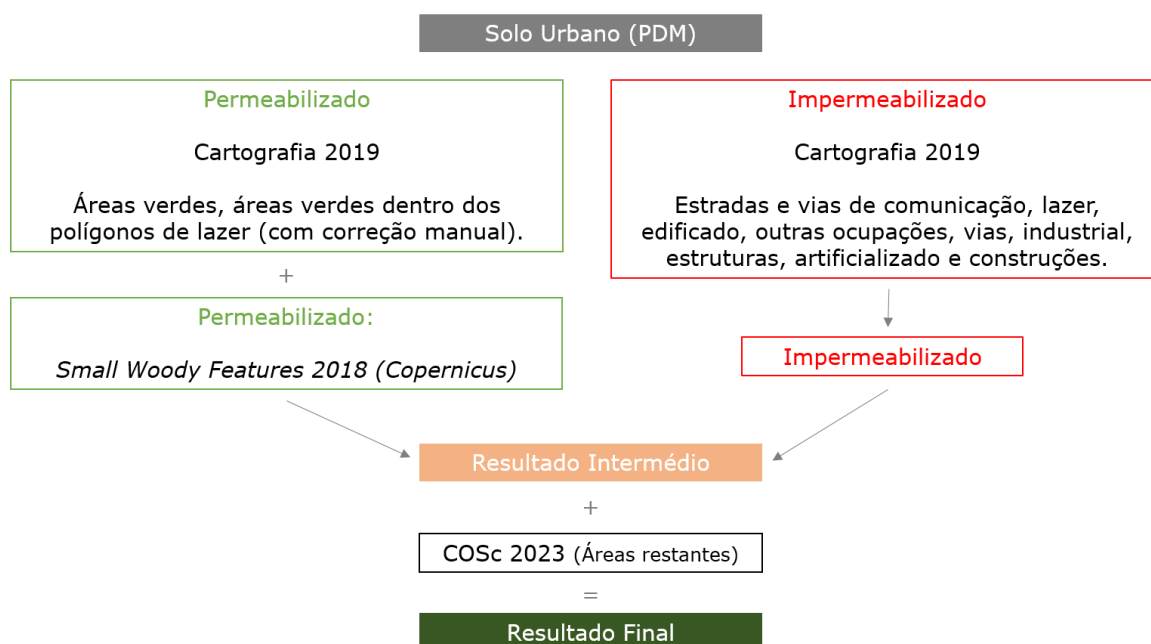 Solo Urbano (PDM)
Permeabilizado
Cartografia 2019
Áreas verdes, áreas verdes dentro dos
polígonos de lazer (com correção manual).
+
Permeabilizado:
Small Woody Features 2018 (Copernicus)
Impermeabilizado
Cartografia 2019
Estradas e vias de comunicação, lazer,
edificado, outras ocupações, vias, industrial,
estruturas, artificializado e construções.
Impermeabilizado
Resultado Intermédio
+
COSc 2023 (Áreas restantes)
=
Resultado Final